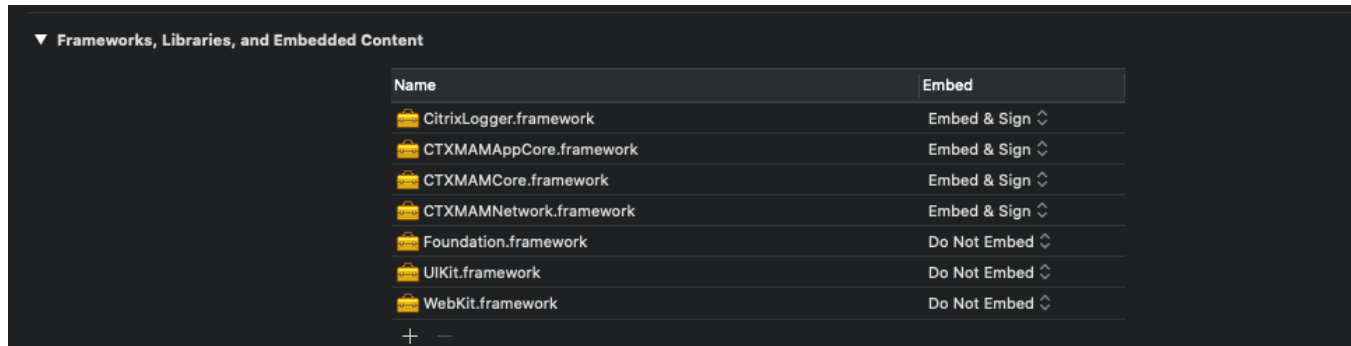 Frameworks, Libraries, and Embedded Content
Name Embed
CitrixLogger.framework Embed & Sign
CTXMAMAppCore.framework Embed & Sign
CTXMAMCore.framework Embed & Sign
CTXMAMNetwork.framework Embed & Sign
Foundation.framework Do Not Embed
UIKit.framework Do Not Embed
WebKit.framework Do Not Embed